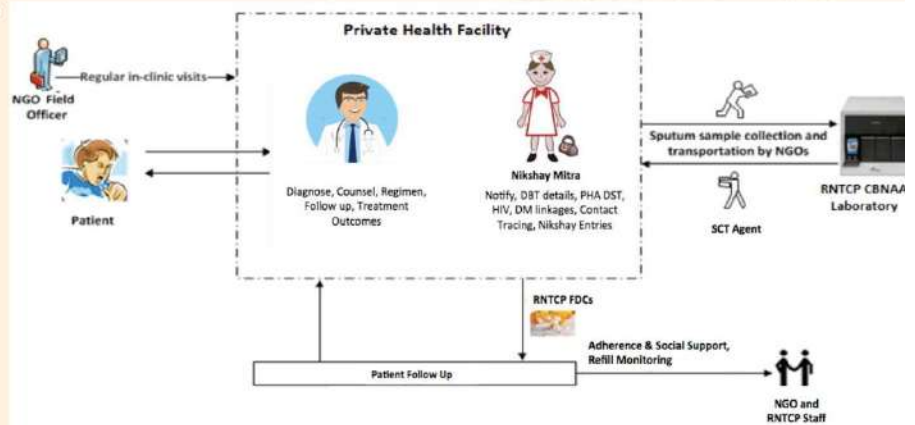 Private Health Facility
Regular in-clinic visits
NGO Field
Officer
Patient
Diagnose, Counsel, Regimen,
Follow up, Treatment
Outcomes
Nikshay Mitra
Notify, DBT details, PHA DST,
HIV, DM linkages, Contact
Tracing, Nikshay Entries
Sputum sample collection and
transportation by NGOs
SCT Agent
RNTCP CBNAAT
Laboratory
RNTCP FDCs
Adherence & Social Support,
Refill Monitoring
Patient Follow Up
NGO and
RNTCP Staff